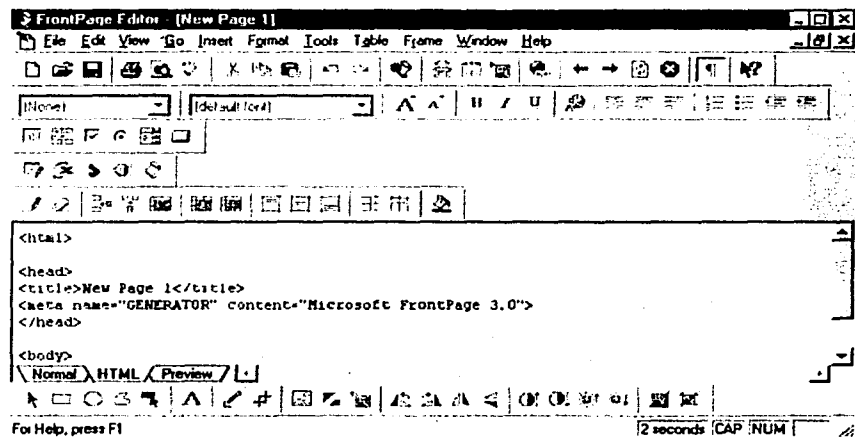 FrontPage Editor - [New Page 1]
File Edit View Go Insert Format Tools Table Frame Window Help
(None) (default font) A A B I U
<html>
<head>
<title>New Page 1</title>
<meta name="GENERATOR" content="Microsoft FrontPage 3.0">
</head>
<body>
Normal HTML Preview
A
For Help, press F1 2 seconds CAP NUM